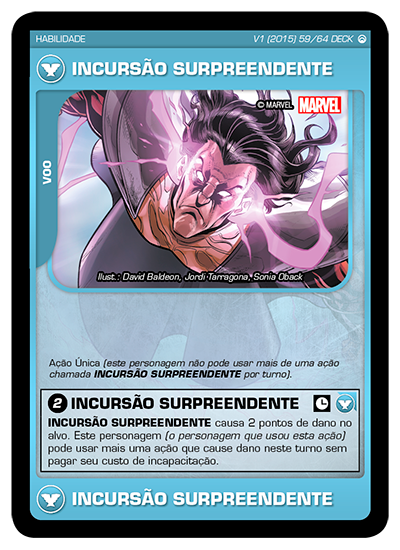 HABILIDADE
V1 (2015) 59/64 DECK
INCURSÃO SURPREENDENTE
© MARVEL MARVEL
VOO
Ilust.: David Baldeon, Jordi Tarragona, Sonia Oback
Ação Única (este personagem não pode usar mais de uma ação
chamada INCURSÃO SURPREENDENTE por turno).
2 INCURSÃO SURPREENDENTE
INCURSÃO SURPREENDENTE causa 2 pontos de dano no
alvo. Este personagem (o personagem que usou esta ação)
pode usar mais uma ação que cause dano neste turno sem
pagar seu custo de incapacitação.
INCURSÃO SURPREENDENTE